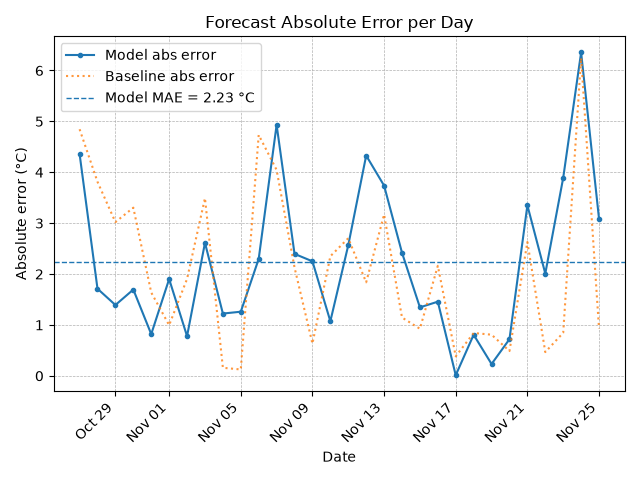 Forecast Absolute Error per Day
Model abs error
Baseline abs error
Model MAE = 2.23 °C
Absolute error (°C)
6
5
4
3
2
1
0
Oct 29
Nov 01
Nov 05
Nov 09
Nov 13
Nov 17
Nov 21
Nov 25
Date